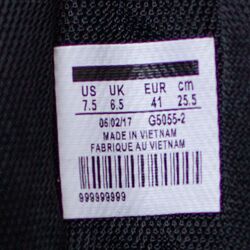 US UK EUR cm
7.5 6.5 41 25.5
06/02/17 G5055-2
MADE IN VIETNAM
FABRIQUE AU VIETNAM
999999999